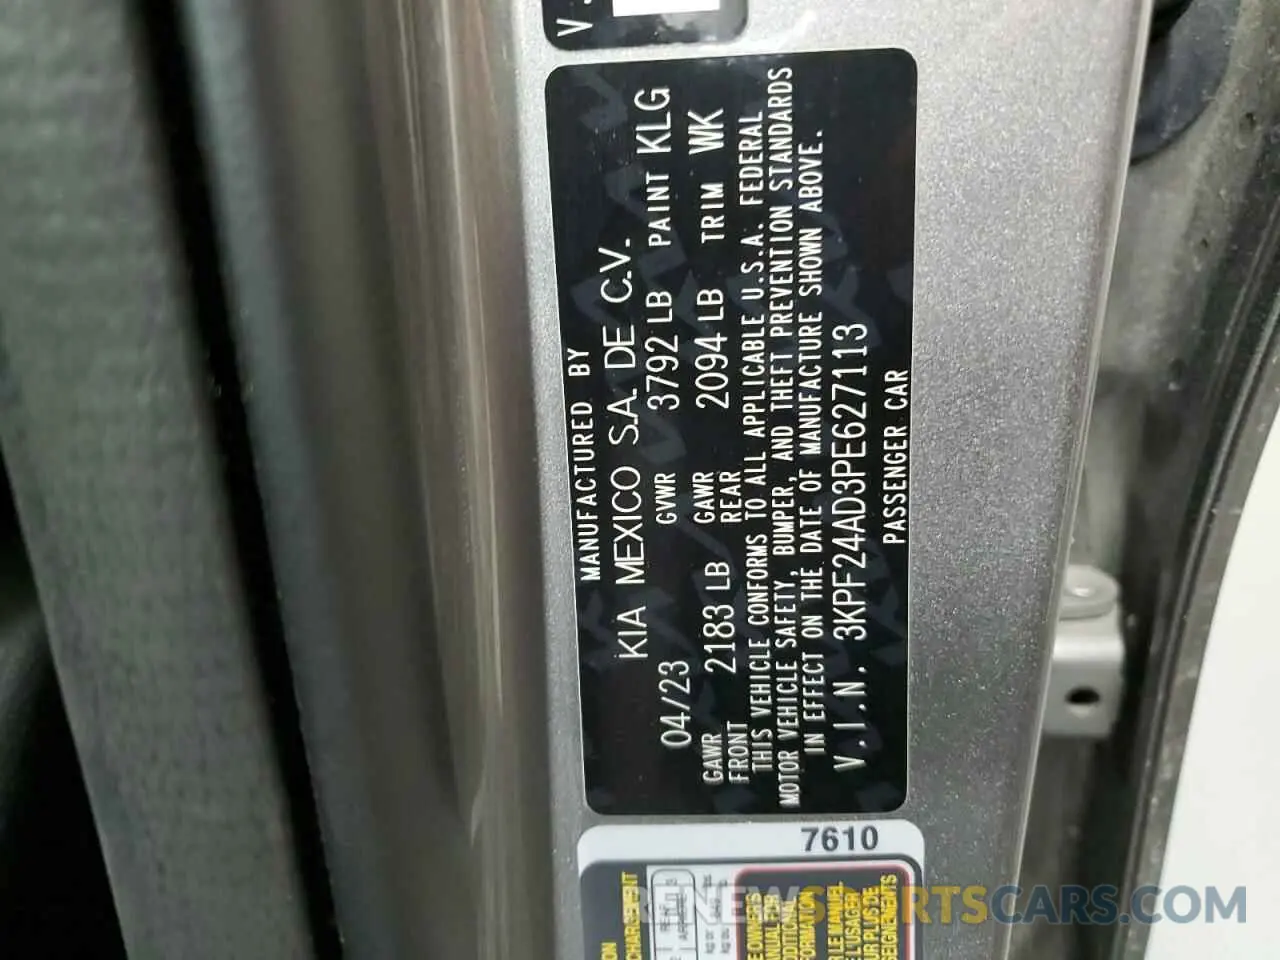 MANUFACTURED BY
KIA MEXICO S.A. DE C.V.
04/23 GVWR 3792 LB PAINT KLG
GAWR FRONT 2183 LB GAWR REAR 2094 LB TRIM WK
THIS VEHICLE CONFORMS TO ALL APPLICABLE U.S.A. FEDERAL
MOTOR VEHICLE SAFETY, BUMPER, AND THEFT PREVENTION STANDARDS
IN EFFECT ON THE DATE OF MANUFACTURE SHOWN ABOVE.
V.I.N. 3KPF24AD3PE627113
PASSENGER CAR
7610
RENEWSPORTSCARS.COM